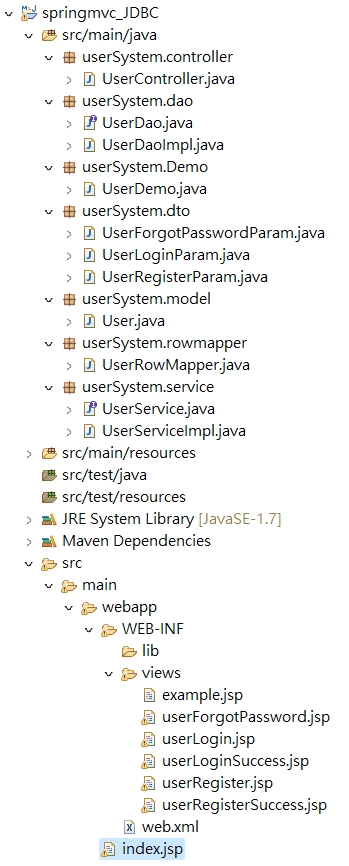 springmvc_JDBC
src/main/java
userSystem.controller
UserController.java
userSystem.dao
UserDao.java
UserDaoImpl.java
userSystem.Demo
UserDemo.java
userSystem.dto
UserForgotPasswordParam.java
UserLoginParam.java
UserRegisterParam.java
userSystem.model
User.java
userSystem.rowmapper
UserRowMapper.java
userSystem.service
UserService.java
UserServiceImpl.java
src/main/resources
src/test/java
src/test/resources
JRE System Library [JavaSE-1.7]
Maven Dependencies
src
main
webapp
WEB-INF
lib
views
example.jsp
userForgotPassword.jsp
userLogin.jsp
userLoginSuccess.jsp
userRegister.jsp
userRegisterSuccess.jsp
web.xml
index.jsp